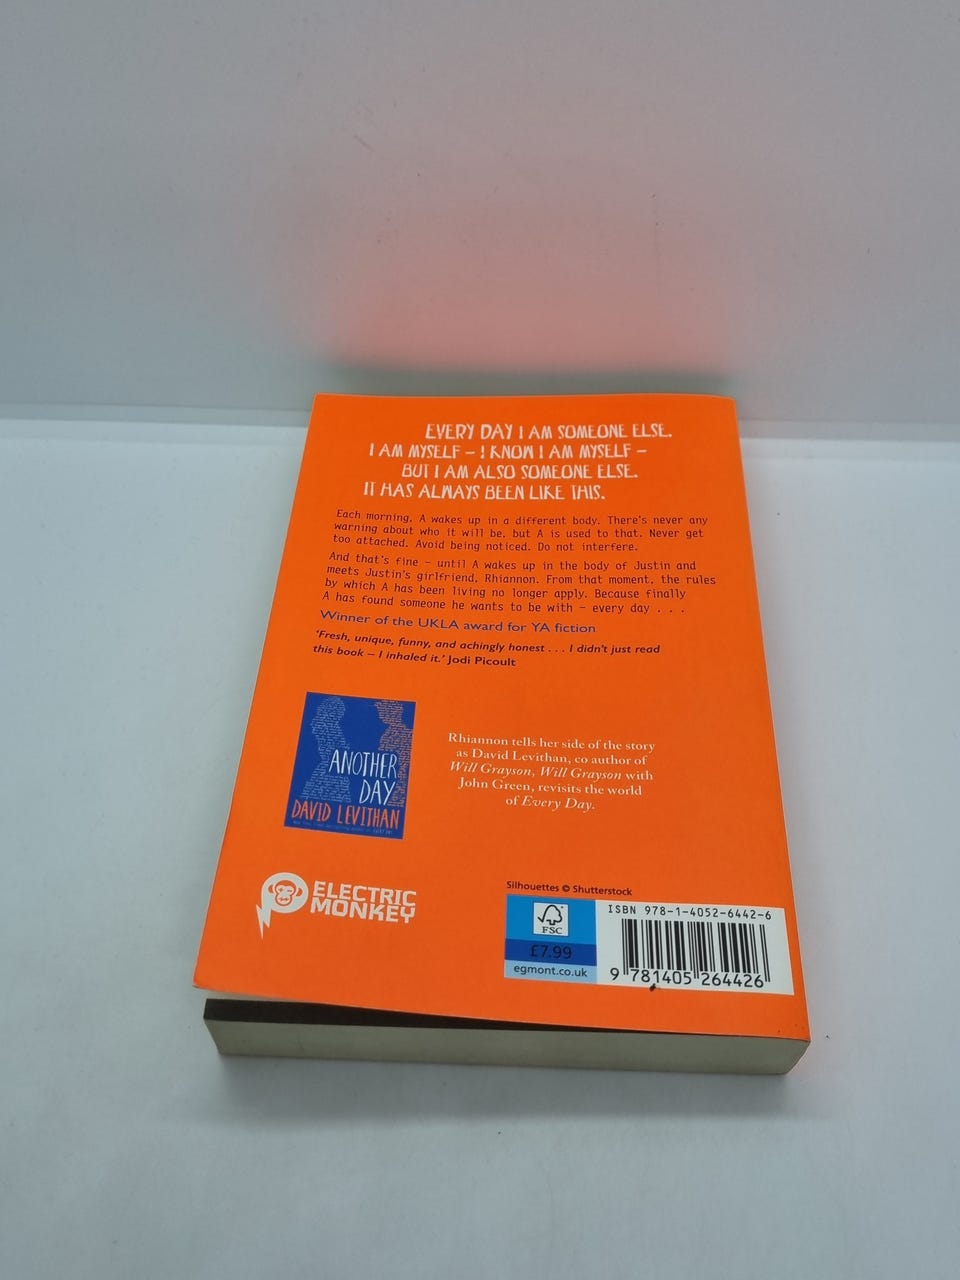 EVERY DAY I AM SOMEONE ELSE.
I AM MYSELF – I KNOW I AM MYSELF –
BUT I AM ALSO SOMEONE ELSE.
IT HAS ALWAYS BEEN LIKE THIS.
Each morning, A wakes up in a different body. There's never any
warning about who it will be, but A is used to that. Never get
too attached. Avoid being noticed. Do not interfere.
And that's fine – until A wakes up in the body of Justin and
meets Justin's girlfriend, Rhiannon. From that moment, the rules
by which A has been living no longer apply. Because finally
A has found someone he wants to be with – every day . . .
Winner of the UKLA award for YA fiction
'Fresh, unique, funny, and achingly honest . . . I didn't just read
this book – I inhaled it.' Jodi Picoult
ANOTHER
DAY
DAVID LEVITHAN
Rhiannon tells her side of the story
as David Levithan, co author of
Will Grayson, Will Grayson with
John Green, revisits the world
of Every Day.
ELECTRIC
MONKEY
Silhouettes © Shutterstock
FSC
£7.99
egmont.co.uk
ISBN 978-1-4052-6442-6
9 781405 264426